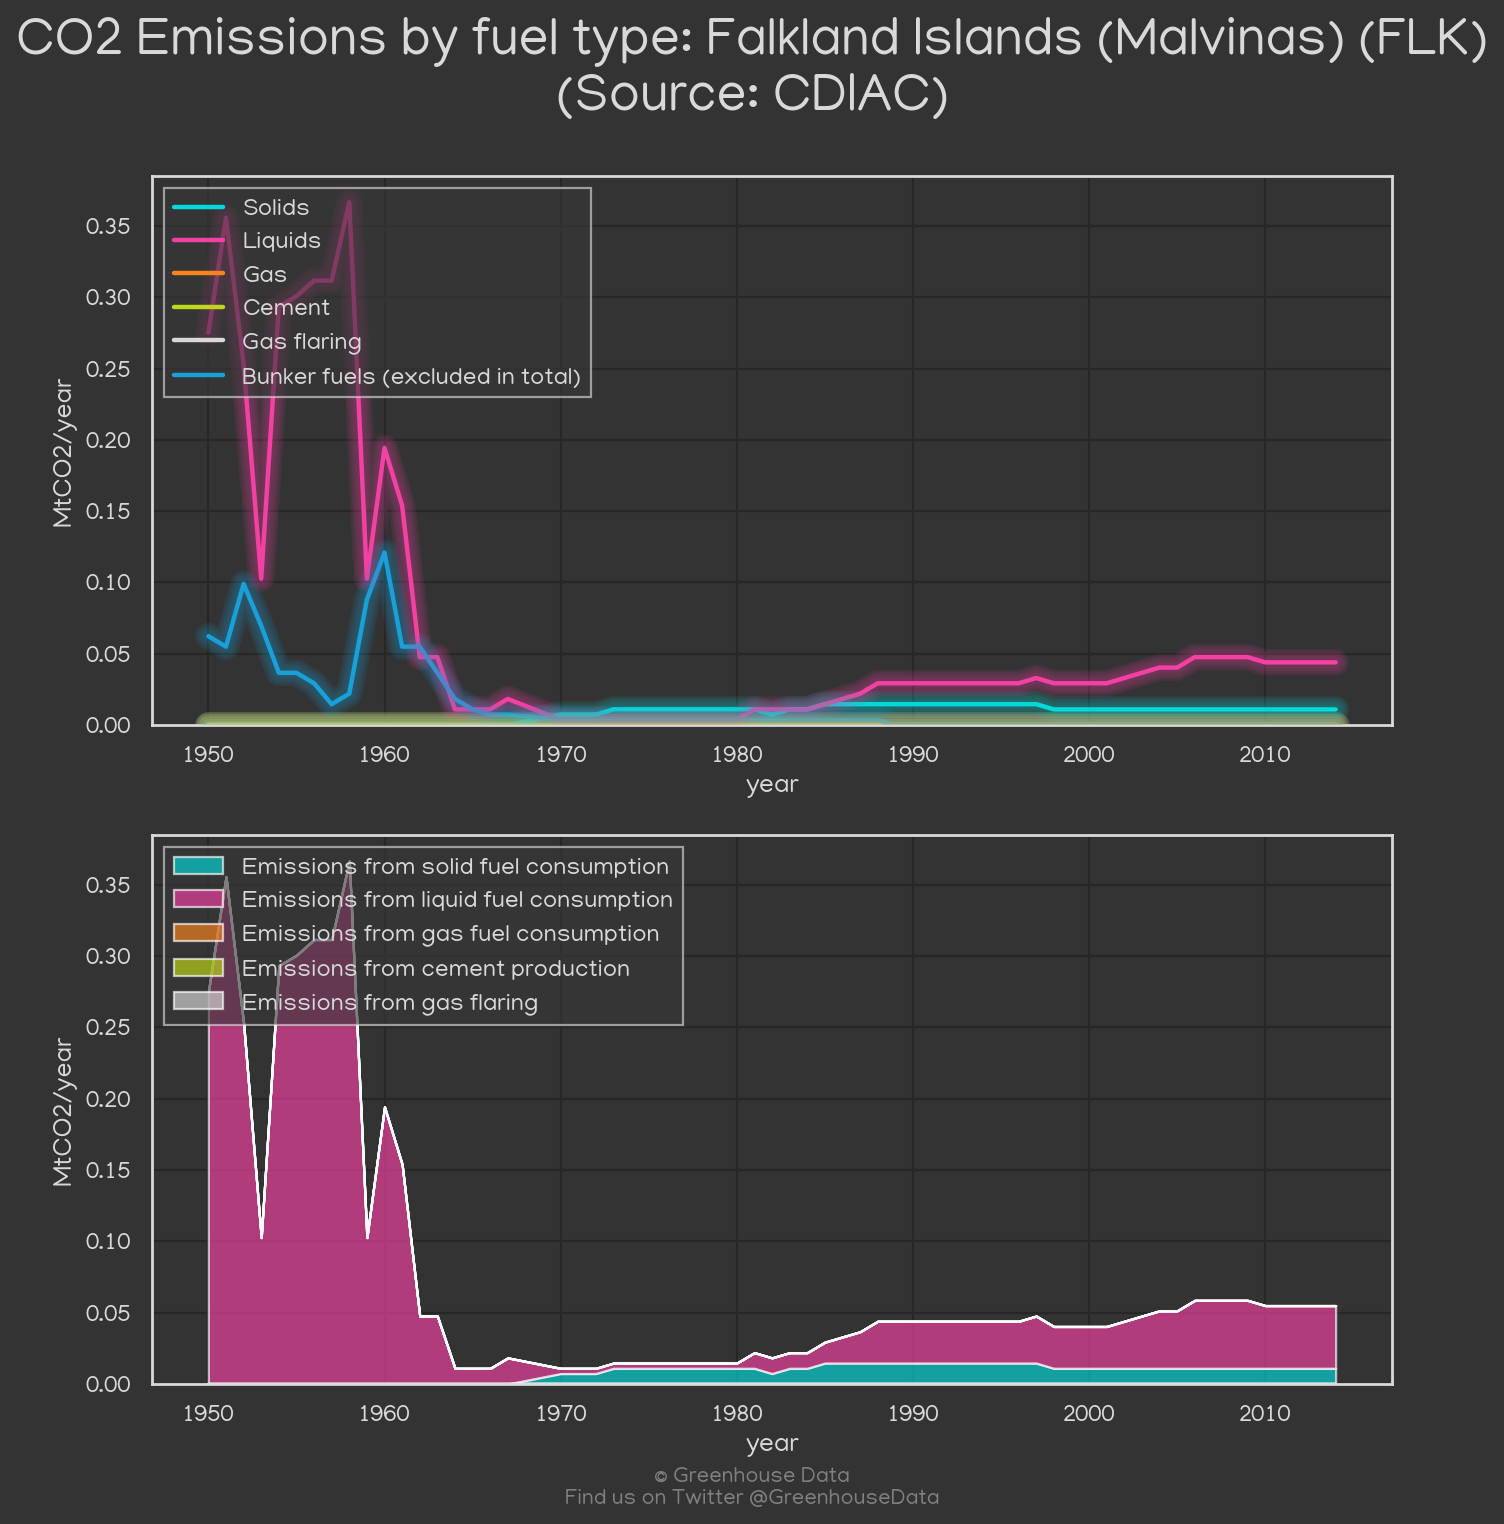 CO2 Emissions by fuel type: Falkland Islands (Malvinas) (FLK)
(Source: CDIAC)
Solids
Liquids
Gas
Cement
Gas flaring
Bunker fuels (excluded in total)
0.35
0.30
0.25
0.20
0.15
0.10
0.05
0.00
MtCO2/year
1950 1960 1970 1980 1990 2000 2010
year
Emissions from solid fuel consumption
Emissions from liquid fuel consumption
Emissions from gas fuel consumption
Emissions from cement production
Emissions from gas flaring
0.35
0.30
0.25
0.20
0.15
0.10
0.05
0.00
MtCO2/year
1950 1960 1970 1980 1990 2000 2010
year
© Greenhouse Data
Find us on Twitter @GreenhouseData